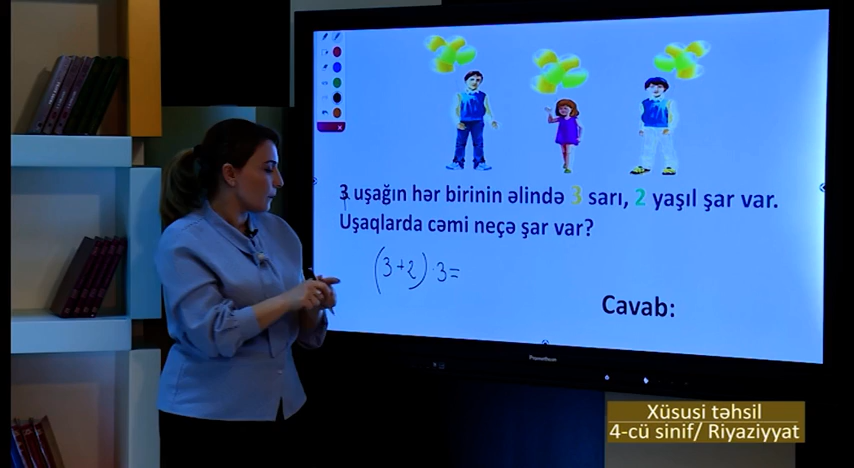 3 uşağın hər birinin əlində 3 sarı, 2 yaşıl şar var.
Uşaqlarda cəmi neçə şar var?
(3+2)·3=
Cavab:
Promethean
Xüsusi təhsil
4-cü sinif/ Riyaziyyat